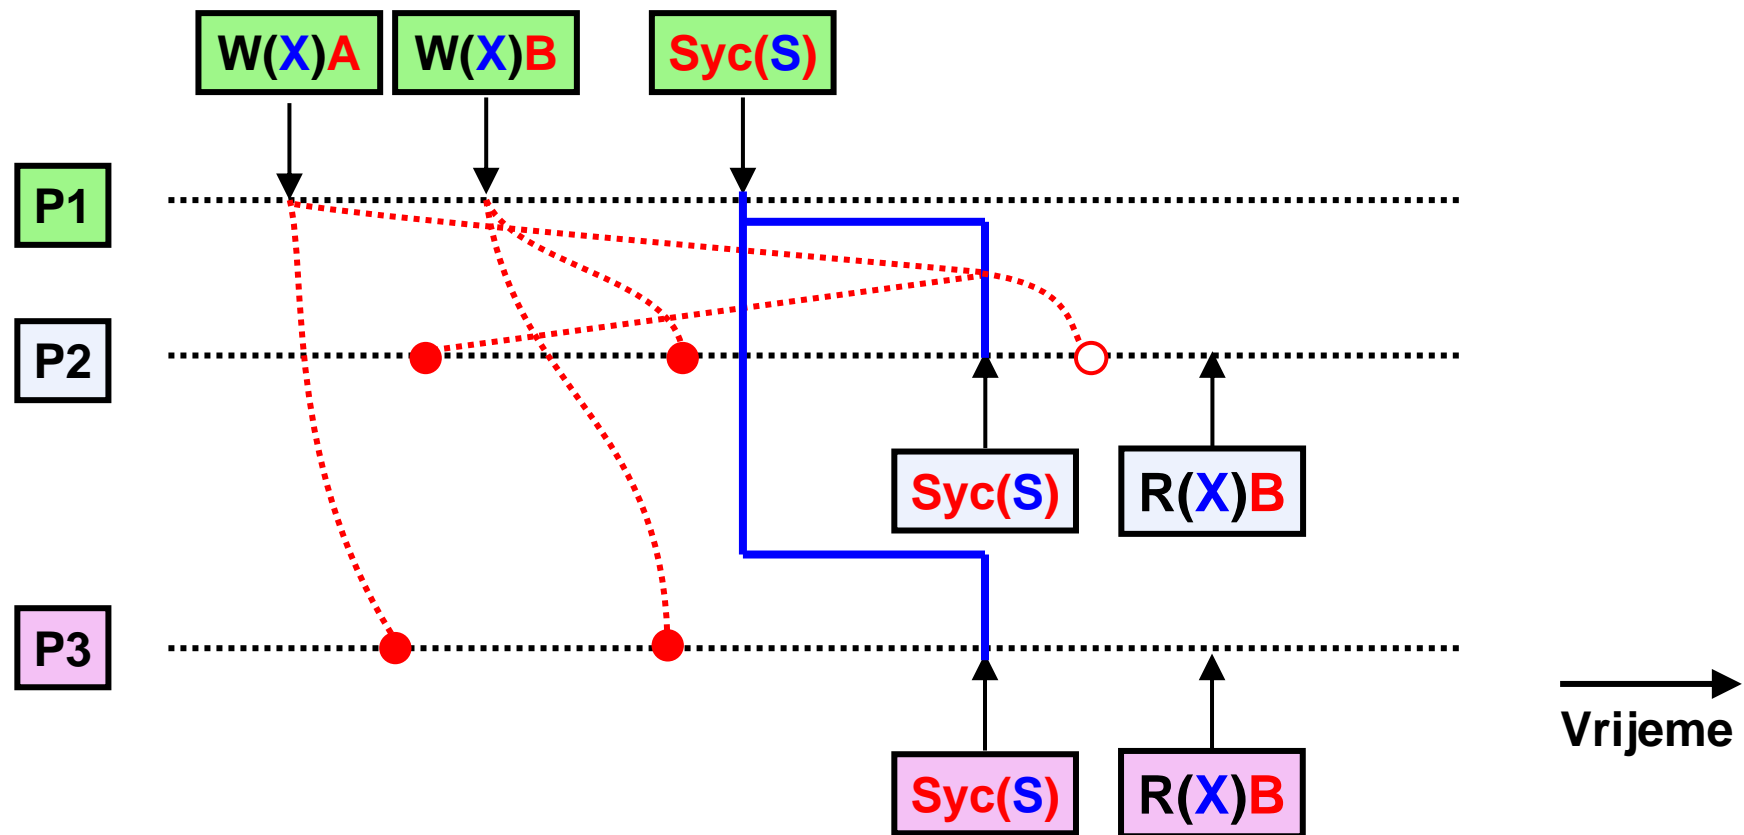 W(X)A W(X)B Syc(S)
P1
P2
Syc(S) R(X)B
P3
Vrijeme
Syc(S) R(X)B